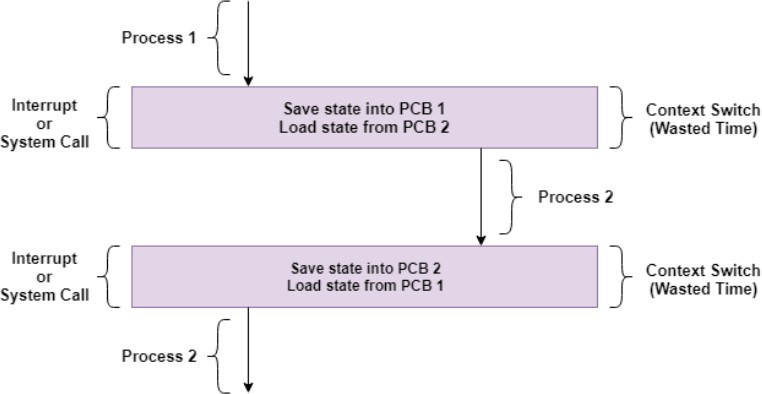 Process 1
Interrupt
or
System Call
Save state into PCB 1
Load state from PCB 2
Context Switch
(Wasted Time)
Process 2
Interrupt
or
System Call
Save state into PCB 2
Load state from PCB 1
Context Switch
(Wasted Time)
Process 2